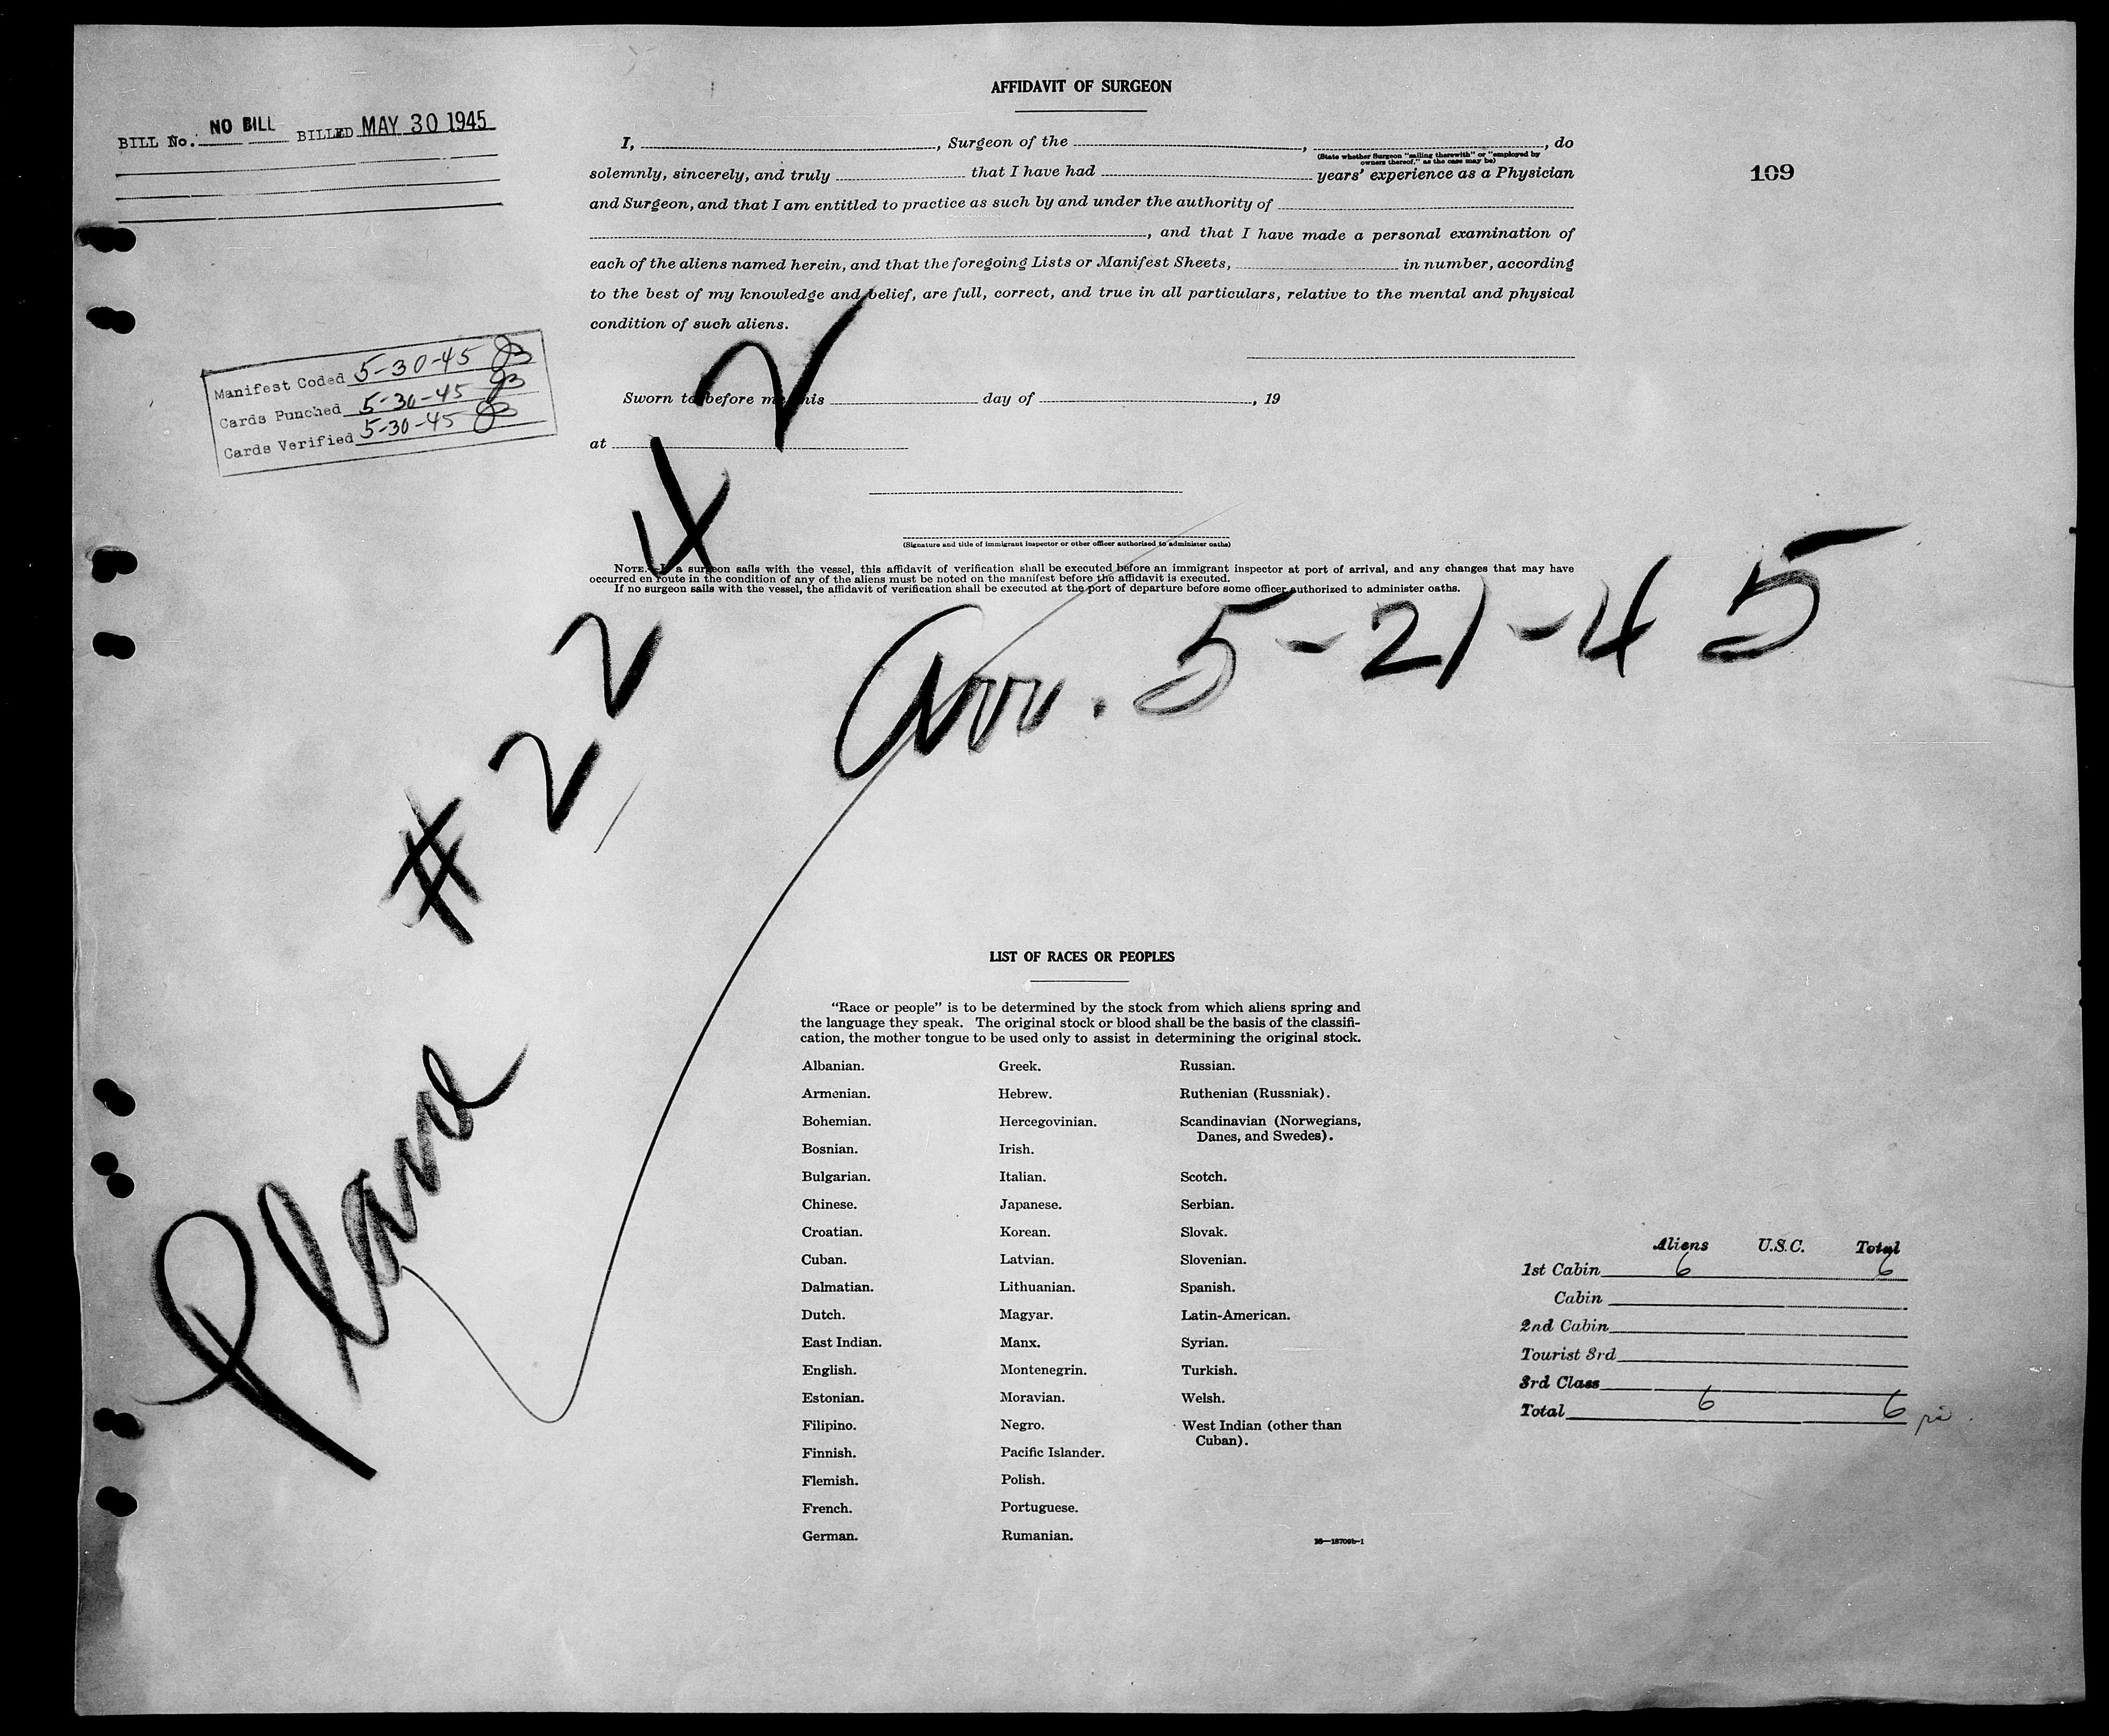 AFFIDAVIT OF SURGEON
BILL No. NO BILL BILLED MAY 30 1945
109
I, , Surgeon of the , , do
(State whether Surgeon "sailing therewith" or "employed by
owners thereof," as the case may be)
solemnly, sincerely, and truly that I have had years' experience as a Physician
and Surgeon, and that I am entitled to practice as such by and under the authority of
, and that I have made a personal examination of
each of the aliens named herein, and that the foregoing Lists or Manifest Sheets, in number, according
to the best of my knowledge and belief, are full, correct, and true in all particulars, relative to the mental and physical
condition of such aliens.
Manifest Coded 5-30-45
Cards Punched 5-30-45
Cards Verified 5-30-45
Sworn to before me this day of , 19
at
(Signature and title of immigrant inspector or other officer authorized to administer oaths)
NOTE.—If a surgeon sails with the vessel, this affidavit of verification shall be executed before an immigrant inspector at port of arrival, and any changes that may have
occurred en route in the condition of any of the aliens must be noted on the manifest before the affidavit is executed.
If no surgeon sails with the vessel, the affidavit of verification shall be executed at the port of departure before some officer authorized to administer oaths.
Plane # 2242
Arr. 5-21-45
LIST OF RACES OR PEOPLES
"Race or people" is to be determined by the stock from which aliens spring and
the language they speak. The original stock or blood shall be the basis of the classifi-
cation, the mother tongue to be used only to assist in determining the original stock.
Albanian.
Armenian.
Bohemian.
Bosnian.
Bulgarian.
Chinese.
Croatian.
Cuban.
Dalmatian.
Dutch.
East Indian.
English.
Estonian.
Filipino.
Finnish.
Flemish.
French.
German.
Greek.
Hebrew.
Hercegovinian.
Irish.
Italian.
Japanese.
Korean.
Latvian.
Lithuanian.
Magyar.
Manx.
Montenegrin.
Moravian.
Negro.
Pacific Islander.
Polish.
Portuguese.
Rumanian.
Russian.
Ruthenian (Russniak).
Scandinavian (Norwegians,
Danes, and Swedes).
Scotch.
Serbian.
Slovak.
Slovenian.
Spanish.
Latin-American.
Syrian.
Turkish.
Welsh.
West Indian (other than
Cuban).
Aliens U.S.C. Total
1st Cabin 6 6
Cabin
2nd Cabin
Tourist 3rd
3rd Class
Total 6 6